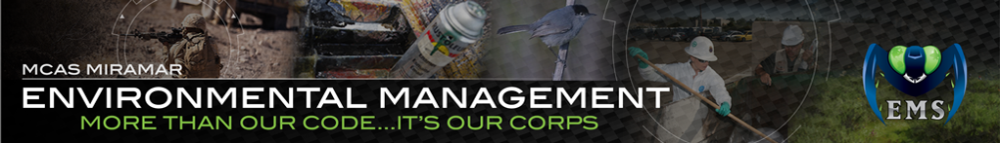 MCAS MIRAMAR
ENVIRONMENTAL MANAGEMENT
MORE THAN OUR CODE...IT'S OUR CORPS
EMS